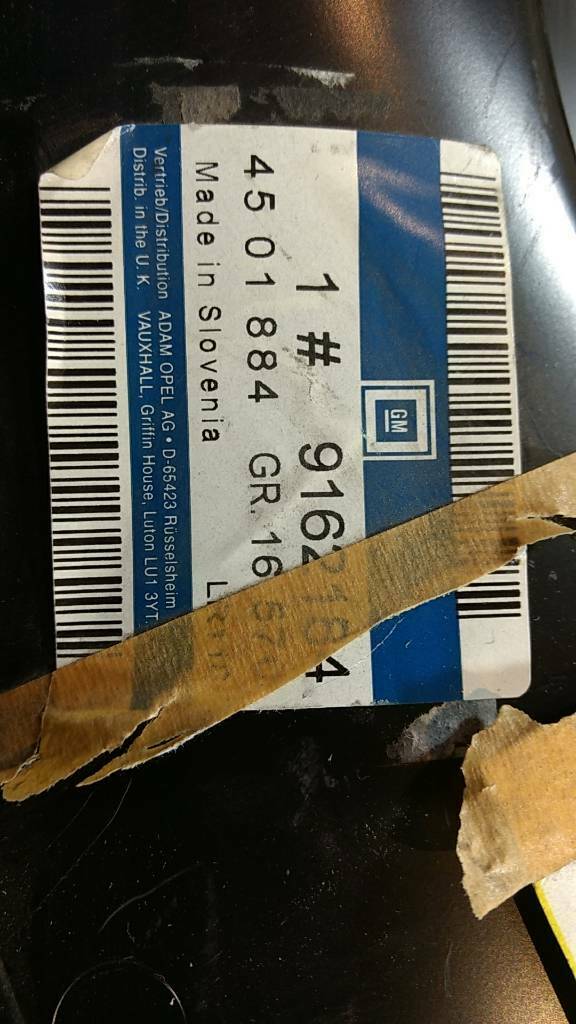 GM
1 # 9162184
45 01 884 GR. 16
Made in Slovenia
Vertrieb/Distribution ADAM OPEL AG • D-65423 Rüsselsheim
Distrib. in the U. K. VAUXHALL, Griffin House, Luton LU1 3YT.